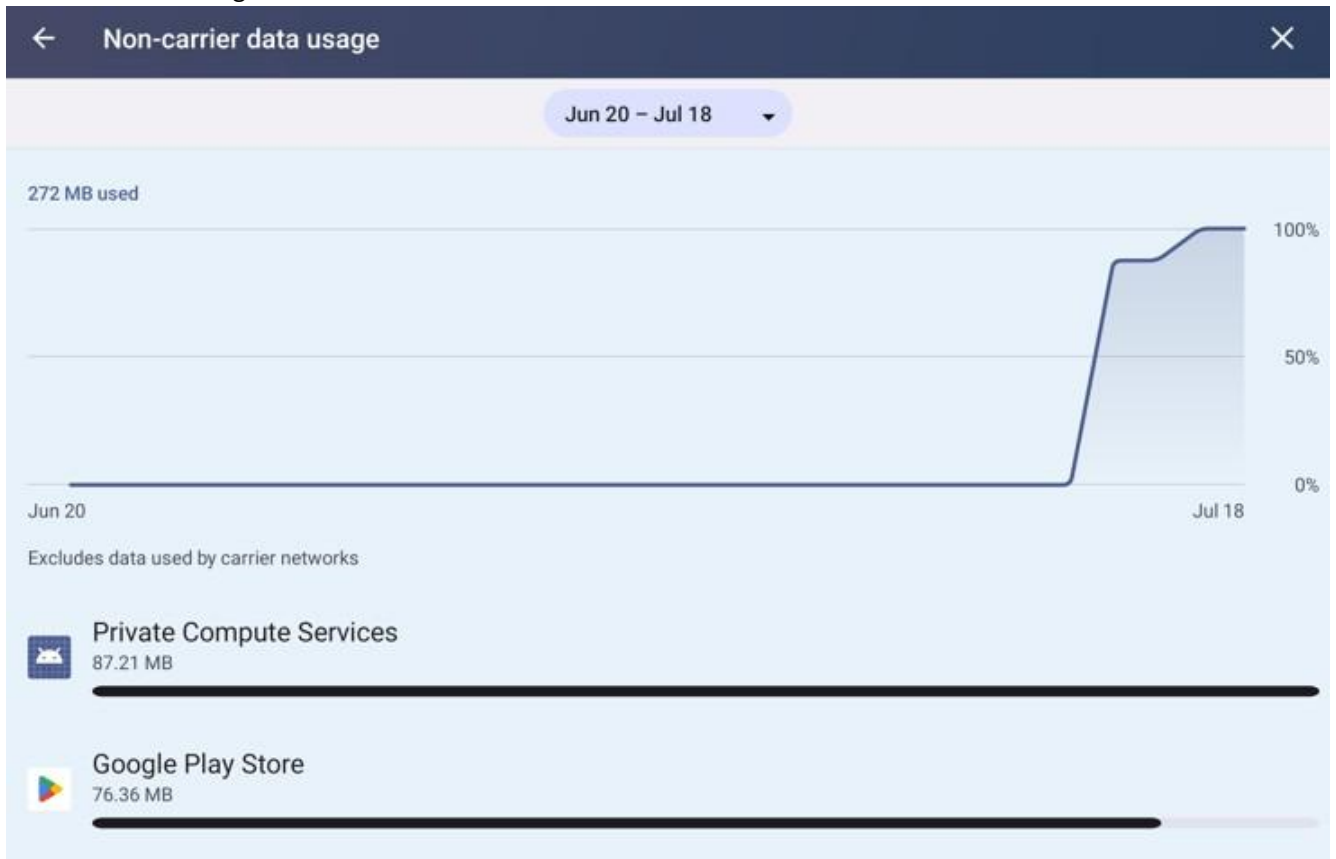 Non-carrier data usage
Jun 20 – Jul 18
272 MB used
100%
50%
0%
Jun 20
Jul 18
Excludes data used by carrier networks
Private Compute Services
87.21 MB
Google Play Store
76.36 MB